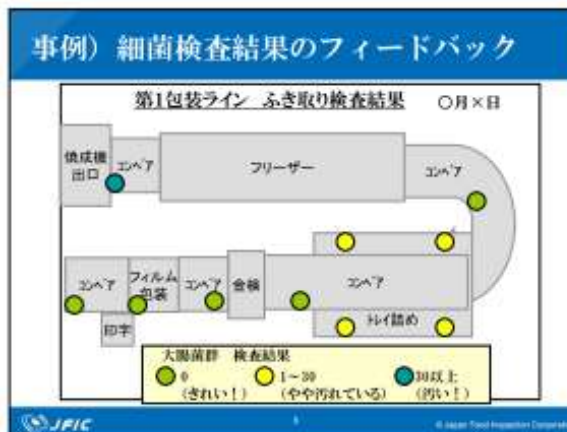 事例）細菌検査結果のフィードバック
第1包装ライン ふき取り検査結果 〇月×日
焼成機
出口
コンベア
フリーザー
コンベア
コンベア
フィルム
包装
コンベア
金検
コンベア
印字
トレイ詰め
大腸菌群 検査結果
0
(きれい！)
1～30
(やや汚れている)
30以上
(汚い！)
JFIC
© Japan Food Inspection Corporation